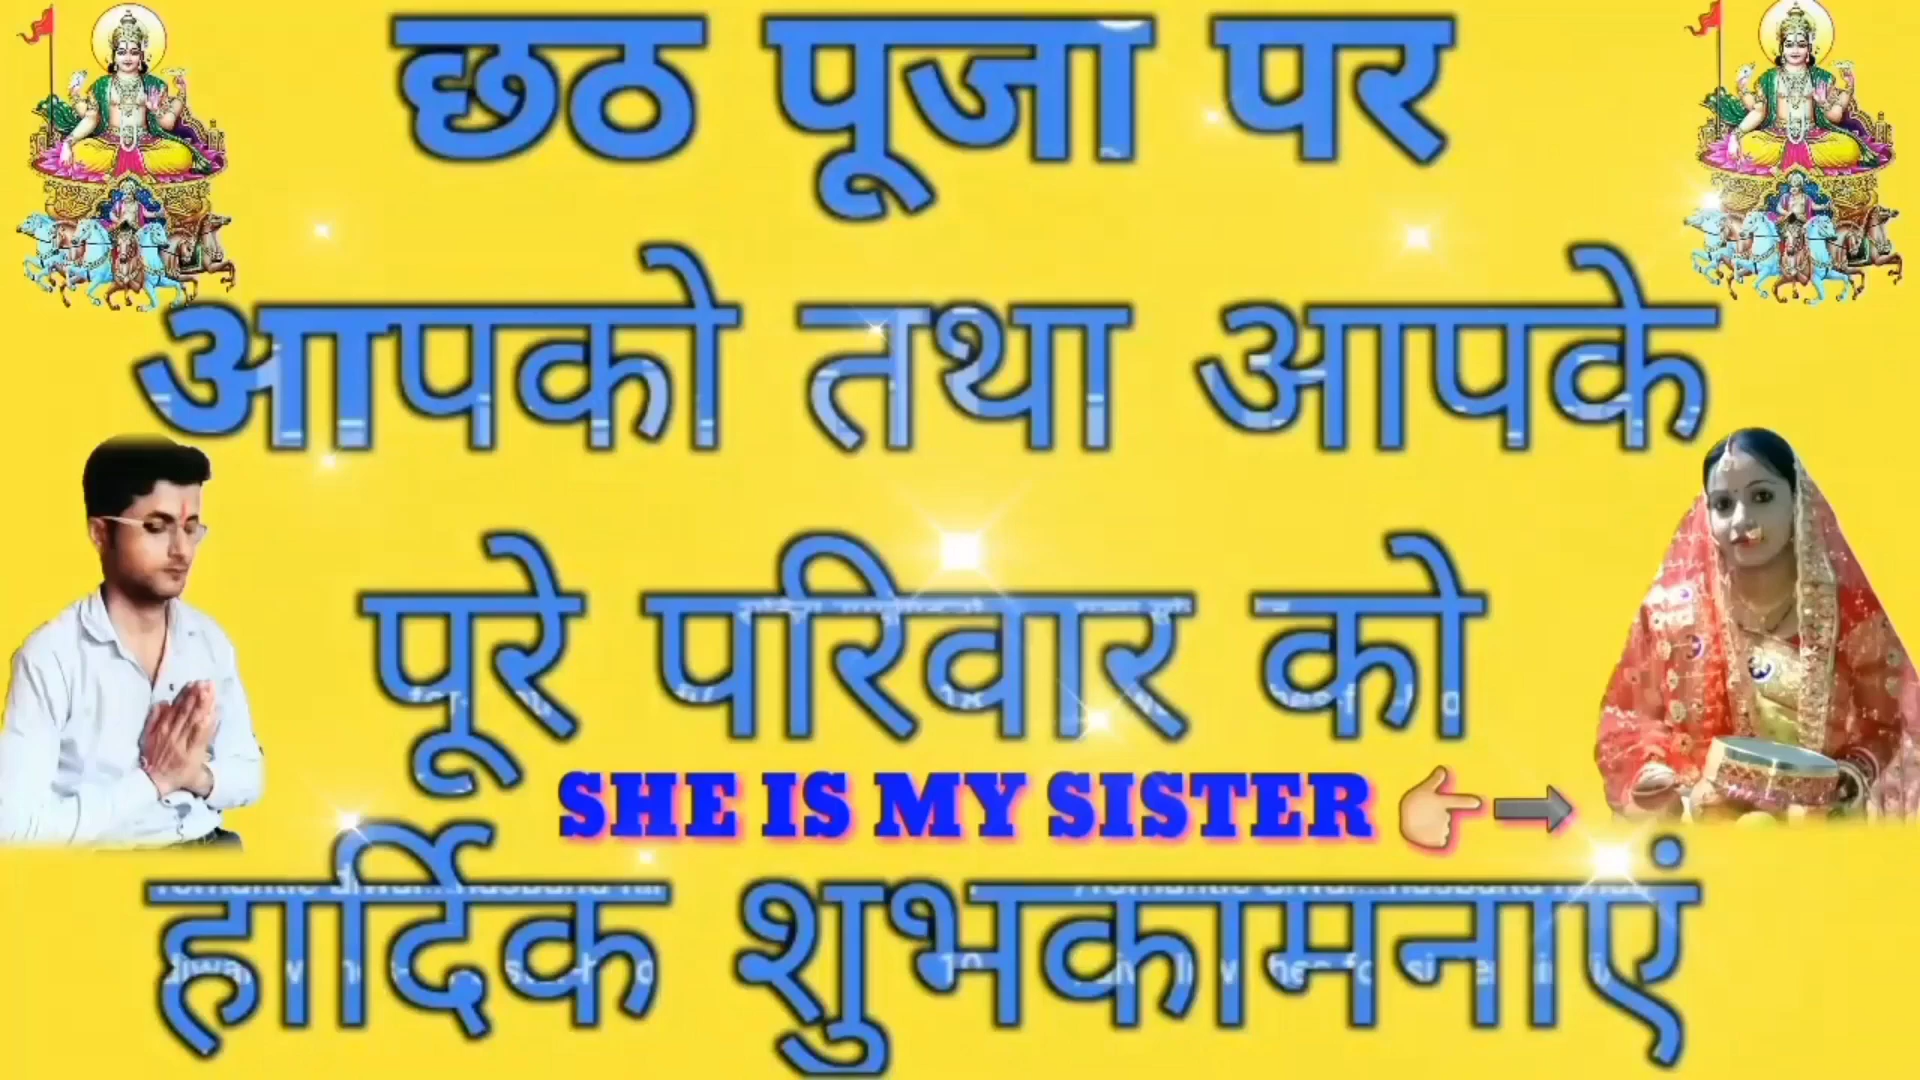 छठ पूजा पर
आपको तथा आपके
पूरे परिवार को
SHE IS MY SISTER
हार्दिक शुभकामनाएं